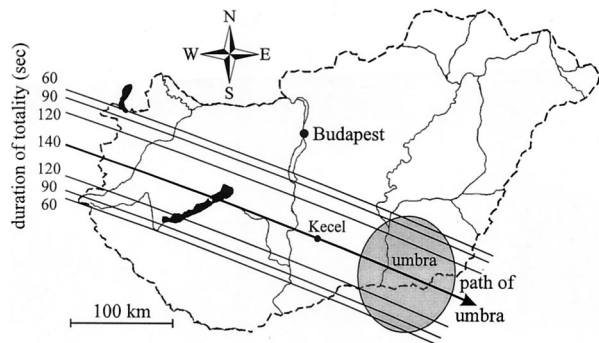 N
W E
S
duration of totality (sec)
60
90
120
140
120
90
60
Budapest
Kecel
umbra
path of
umbra
100 km